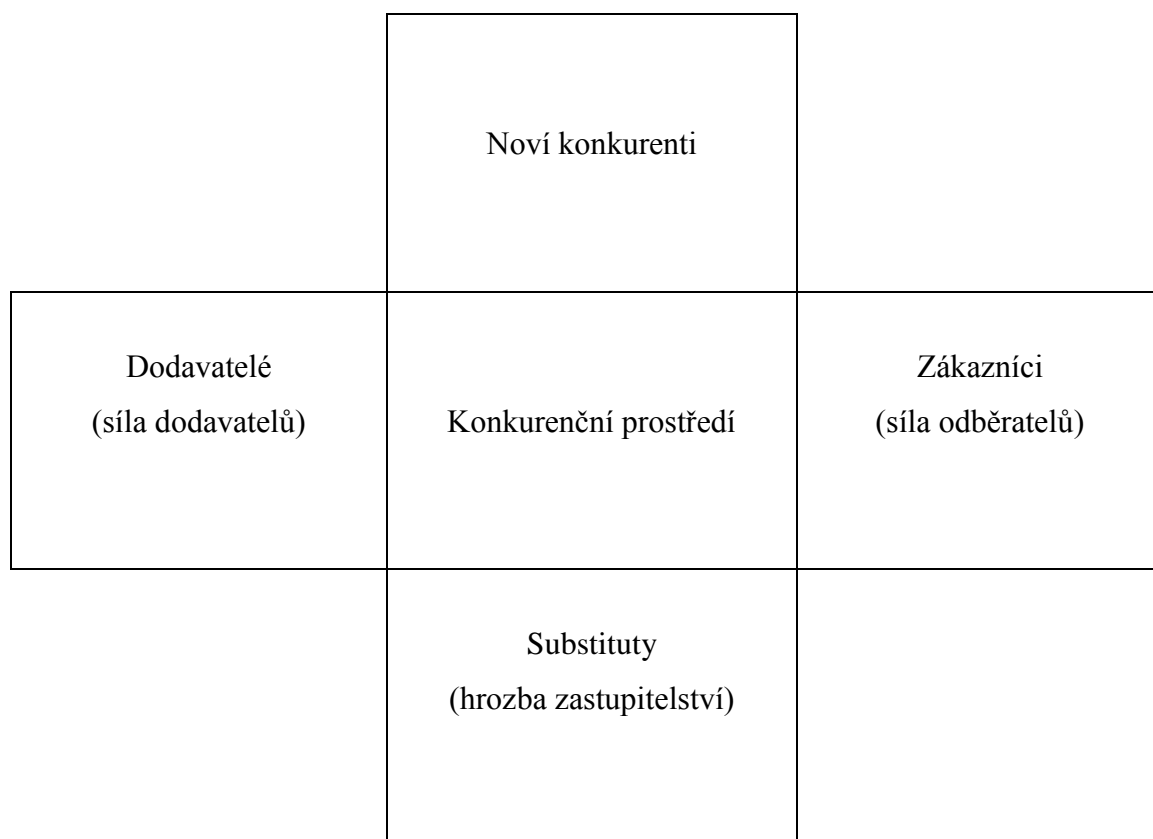 Noví konkurenti
Dodavatelé
(síla dodavatelů)
Konkurenční prostředí
Zákazníci
(síla odběratelů)
Substituty
(hrozba zastupitelství)